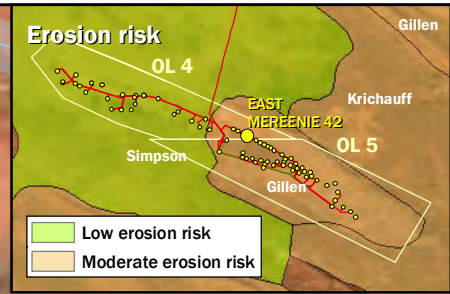 Erosion risk
Gillen
OL 4
Krichauff
EAST
MEREENIE 42
OL 5
Simpson
Gillen
Low erosion risk
Moderate erosion risk